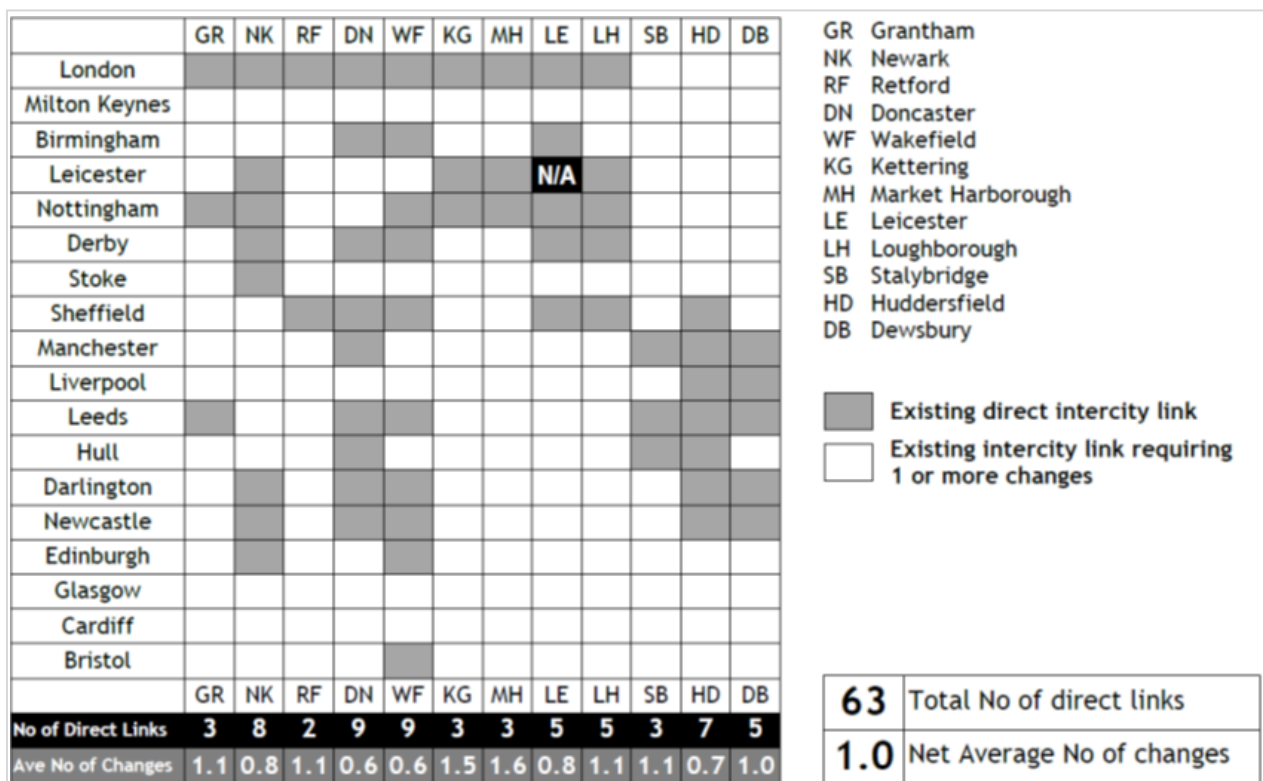 GR NK RF DN WF KG MH LE LH SB HD DB
London
Milton Keynes
Birmingham
Leicester N/A
Nottingham
Derby
Stoke
Sheffield
Manchester
Liverpool
Leeds
Hull
Darlington
Newcastle
Edinburgh
Glasgow
Cardiff
Bristol
GR NK RF DN WF KG MH LE LH SB HD DB
No of Direct Links 3 8 2 9 9 3 3 5 5 3 7 5
Ave No of Changes 1.1 0.8 1.1 0.6 0.6 1.5 1.6 0.8 1.1 1.1 0.7 1.0
GR Grantham
NK Newark
RF Retford
DN Doncaster
WF Wakefield
KG Kettering
MH Market Harborough
LE Leicester
LH Loughborough
SB Stalybridge
HD Huddersfield
DB Dewsbury
Existing direct intercity link
Existing intercity link requiring
1 or more changes
63 Total No of direct links
1.0 Net Average No of changes